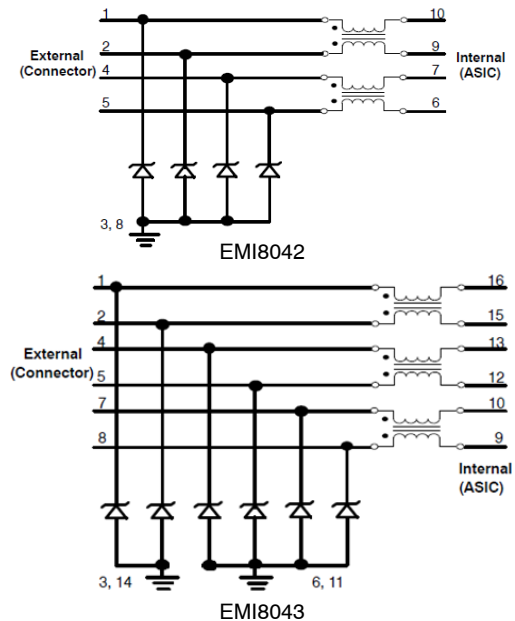 1 10
2 9
External
(Connector)
Internal
(ASIC)
4 7
5 6
3, 8
EMI8042
1 16
2 15
4 13
External
(Connector)
5 12
7 10
8 9
Internal
(ASIC)
3, 14 6, 11
EMI8043